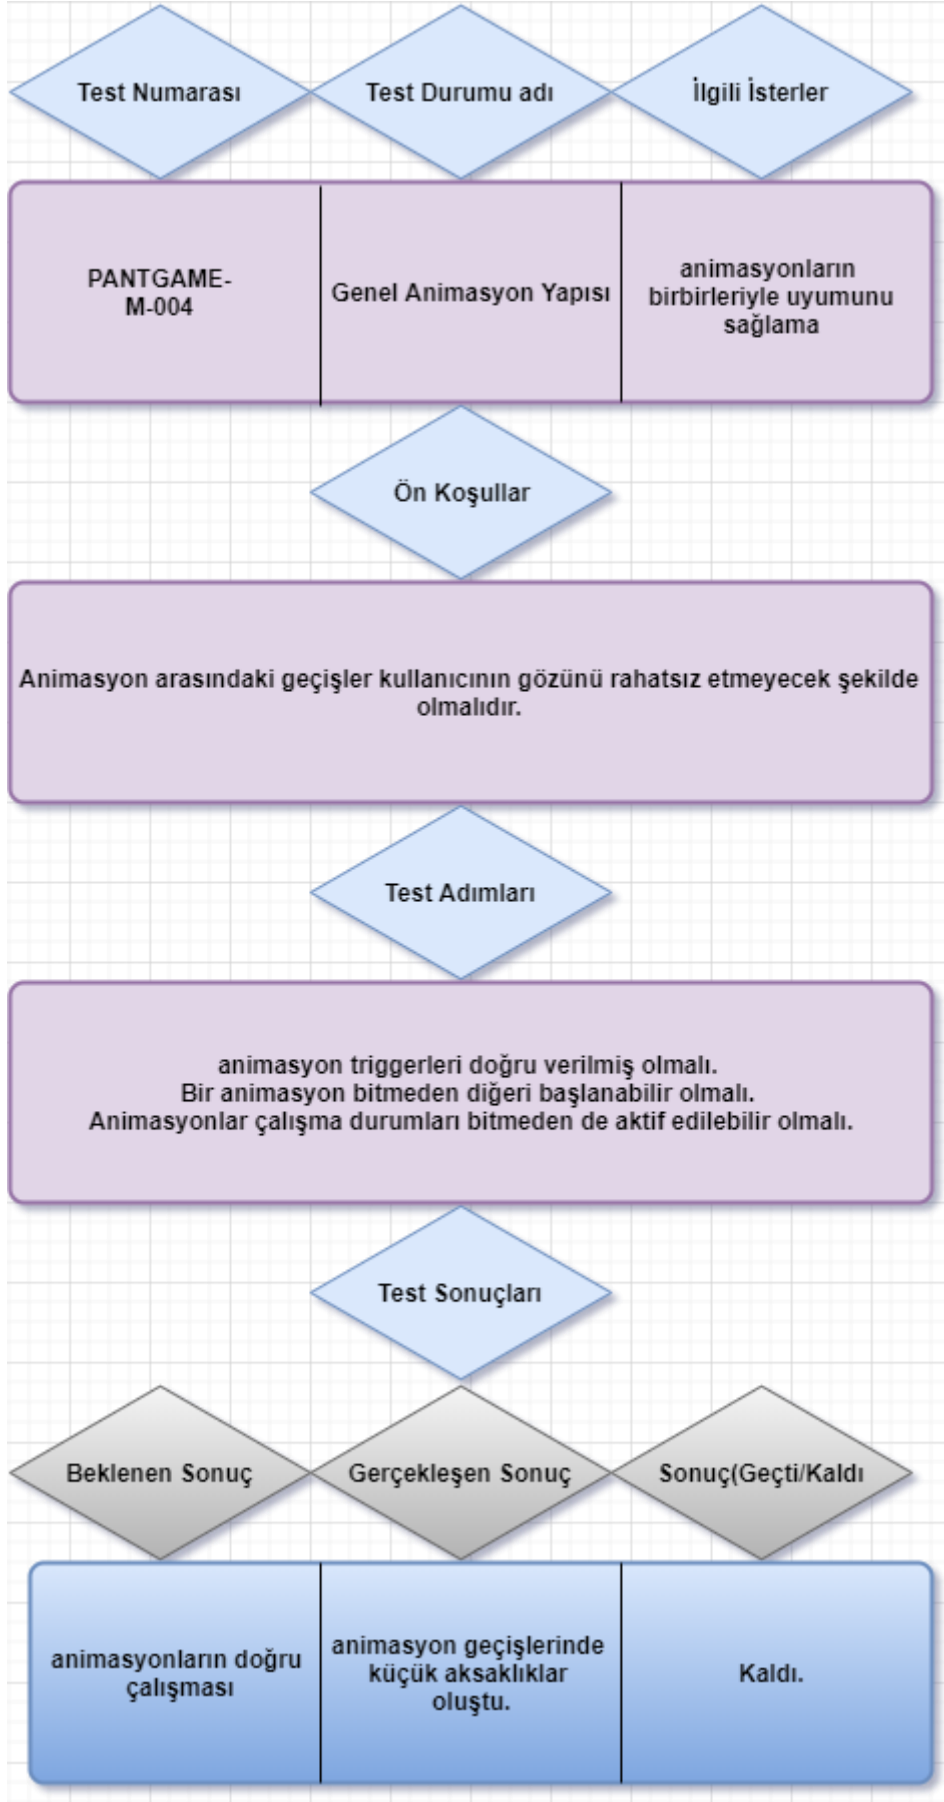 Test Numarası
Test Durumu adı
İlgili İsterler
PANTGAME-
M-004
Genel Animasyon Yapısı
animasyonların
birbirleriyle uyumunu
sağlama
Ön Koşullar
Animasyon arasındaki geçişler kullanıcının gözünü rahatsız etmeyecek şekilde
olmalıdır.
Test Adımları
animasyon triggerleri doğru verilmiş olmalı.
Bir animasyon bitmeden diğeri başlanabilir olmalı.
Animasyonlar çalışma durumları bitmeden de aktif edilebilir olmalı.
Test Sonuçları
Beklenen Sonuç
Gerçekleşen Sonuç
Sonuç(Geçti/Kaldı
animasyonların doğru
çalışması
animasyon geçişlerinde
küçük aksaklıklar
oluştu.
Kaldı.